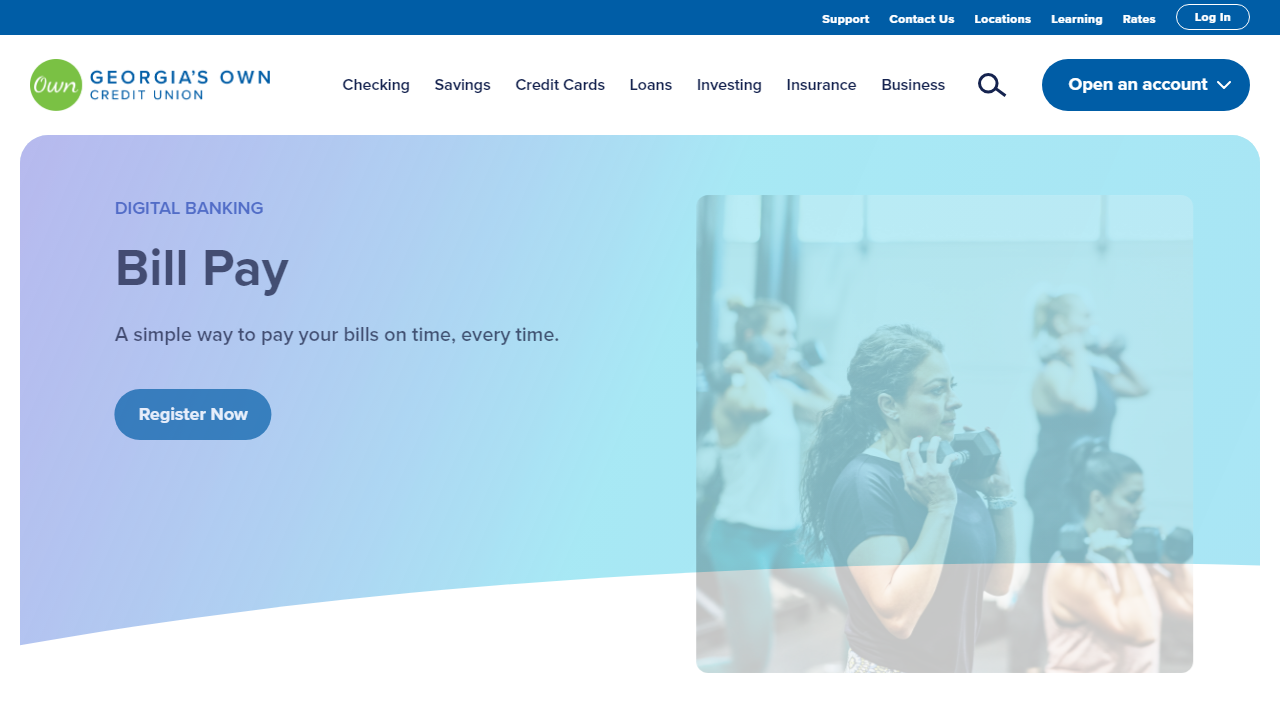 Support
Contact Us
Locations
Learning
Rates
Log In
Own
GEORGIA'S OWN
CREDIT UNION
Checking
Savings
Credit Cards
Loans
Investing
Insurance
Business
Open an account
DIGITAL BANKING
Bill Pay
A simple way to pay your bills on time, every time.
Register Now